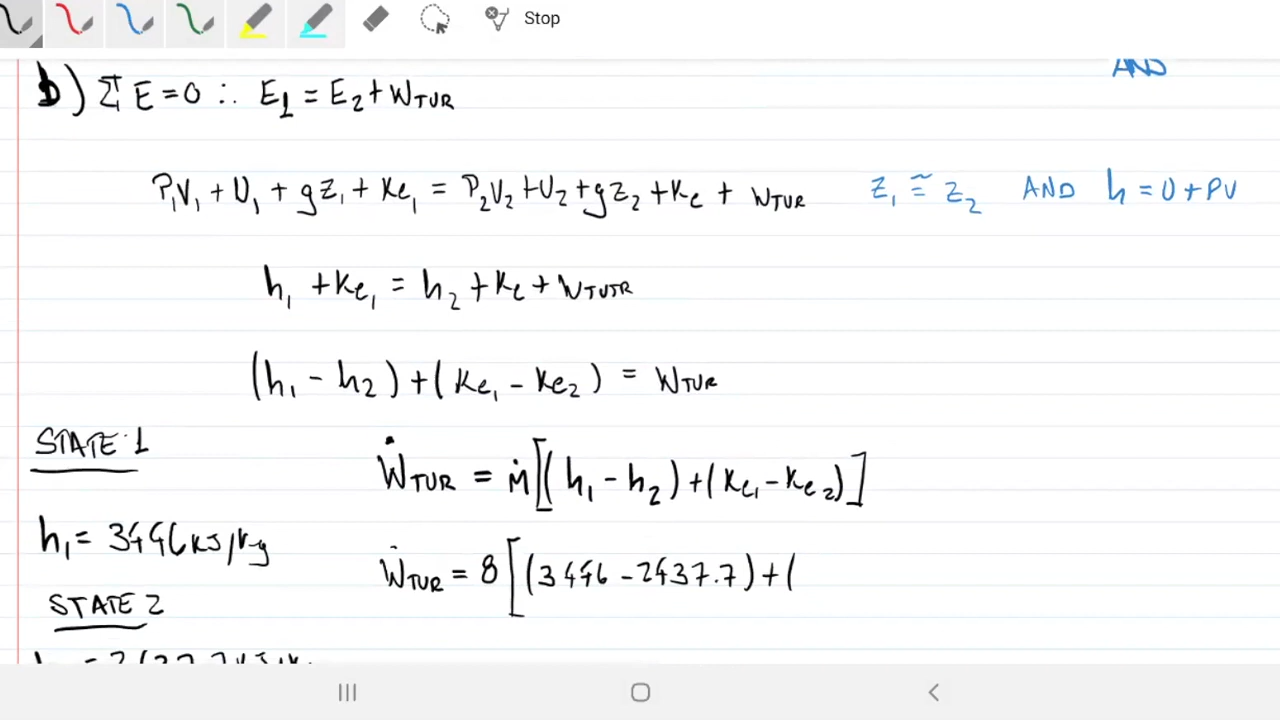 Stop
AND
b) ΣE=0 ∴ E1 = E2+WTUR
P1V1 + U1 + gZ1 + Ke1 = P2V2+U2+gZ2+Ke + WTUR
Z1 ≅ Z2 AND h = U+PV
h1 + Ke1 = h2 + Ke + WTUTR
(h1 - h2) + (Ke1 - Ke2) = WTUR
STATE 1
ẆTUR = ṁ[(h1 - h2) + (Ke1 - Ke2)]
h1 = 3446 KJ/Kg
ẆTUR = 8[(3446 - 2437.7) + (
STATE 2